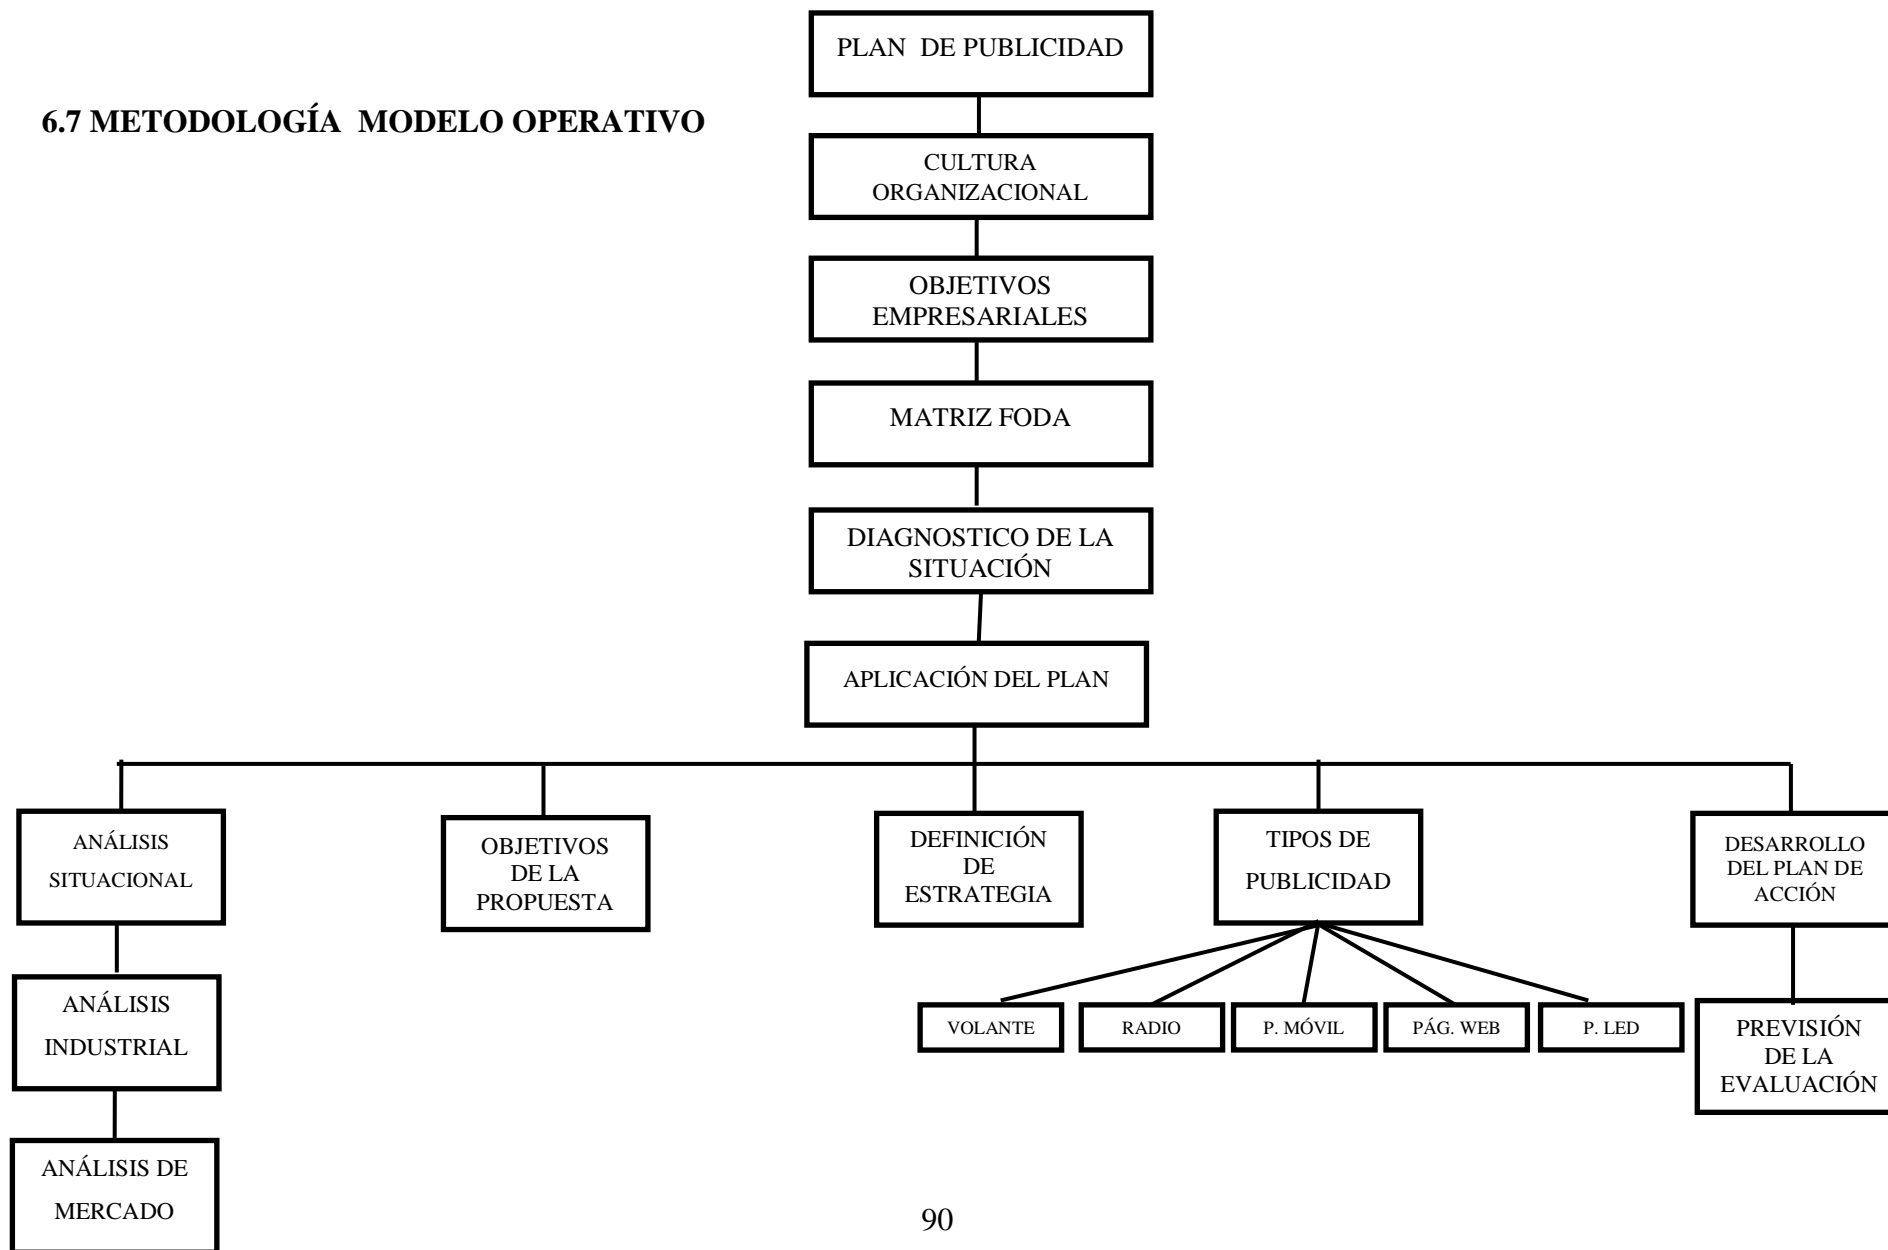 PLAN DE PUBLICIDAD
6.7 METODOLOGÍA MODELO OPERATIVO
CULTURA
ORGANIZACIONAL
OBJETIVOS
EMPRESARIALES
MATRIZ FODA
DIAGNOSTICO DE LA
SITUACIÓN
APLICACIÓN DEL PLAN
ANÁLISIS
SITUACIONAL
OBJETIVOS
DE LA
PROPUESTA
DEFINICIÓN
DE
ESTRATEGIA
TIPOS DE
PUBLICIDAD
DESARROLLO
DEL PLAN DE
ACCIÓN
ANÁLISIS
INDUSTRIAL
VOLANTE
RADIO
P. MÓVIL
PÁG. WEB
P. LED
PREVISIÓN
DE LA
EVALUACIÓN
ANÁLISIS DE
MERCADO
90